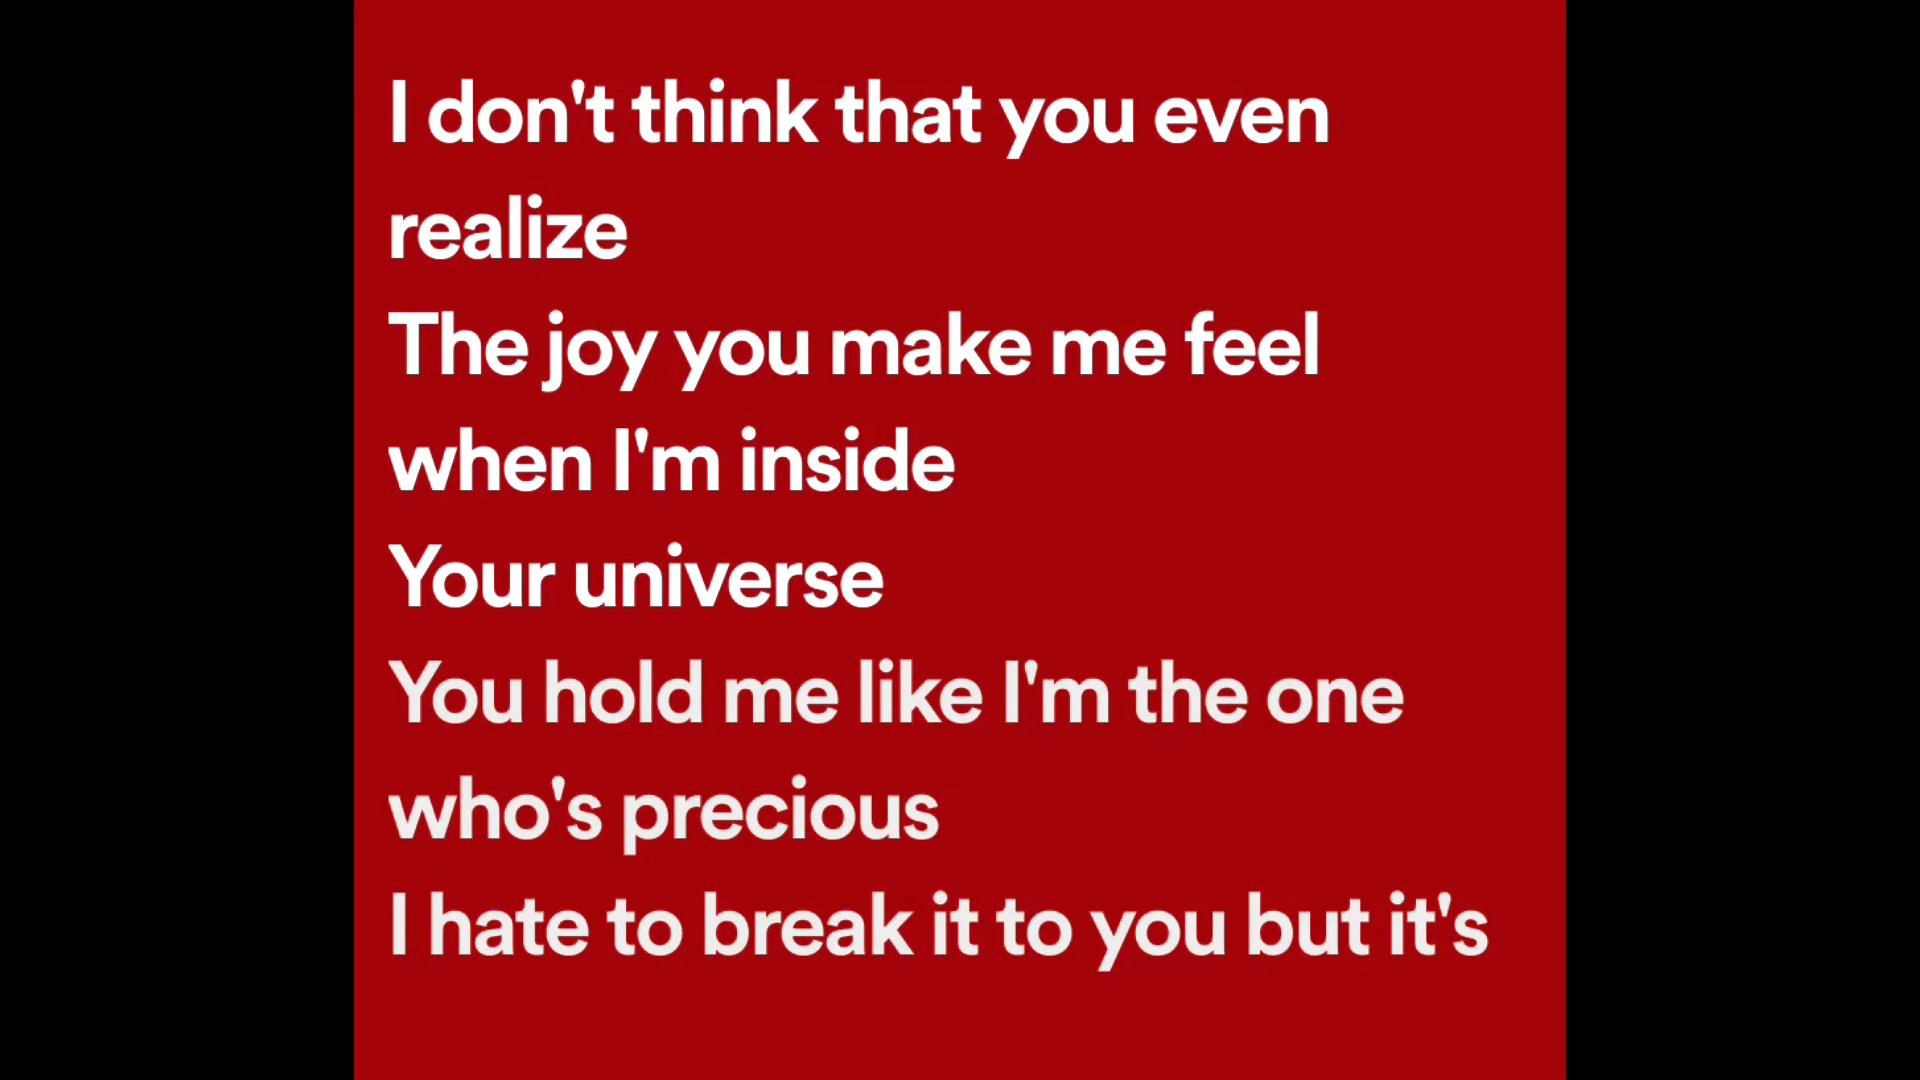 I don't think that you even
realize
The joy you make me feel
when I'm inside
Your universe
You hold me like I'm the one
who's precious
I hate to break it to you but it's